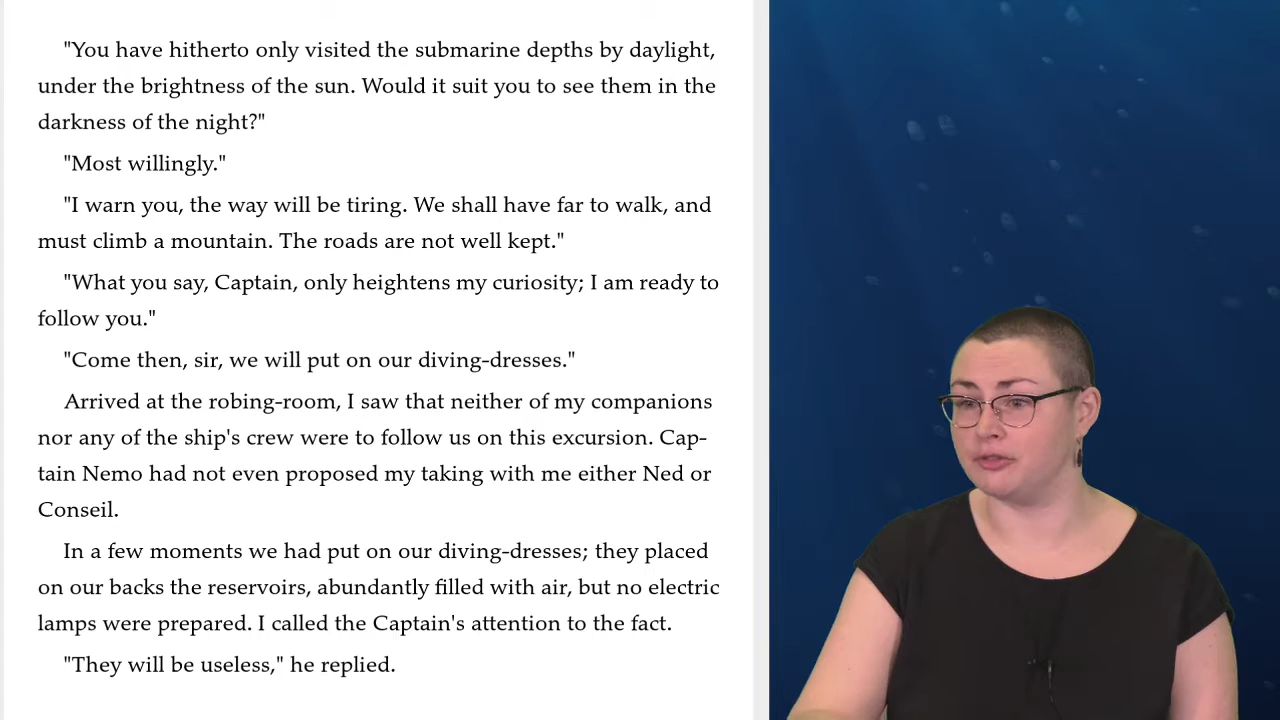 "You have hitherto only visited the submarine depths by daylight,
under the brightness of the sun. Would it suit you to see them in the
darkness of the night?"
"Most willingly."
"I warn you, the way will be tiring. We shall have far to walk, and
must climb a mountain. The roads are not well kept."
"What you say, Captain, only heightens my curiosity; I am ready to
follow you."
"Come then, sir, we will put on our diving-dresses."
Arrived at the robing-room, I saw that neither of my companions
nor any of the ship's crew were to follow us on this excursion. Cap-
tain Nemo had not even proposed my taking with me either Ned or
Conseil.
In a few moments we had put on our diving-dresses; they placed
on our backs the reservoirs, abundantly filled with air, but no electric
lamps were prepared. I called the Captain's attention to the fact.
"They will be useless," he replied.